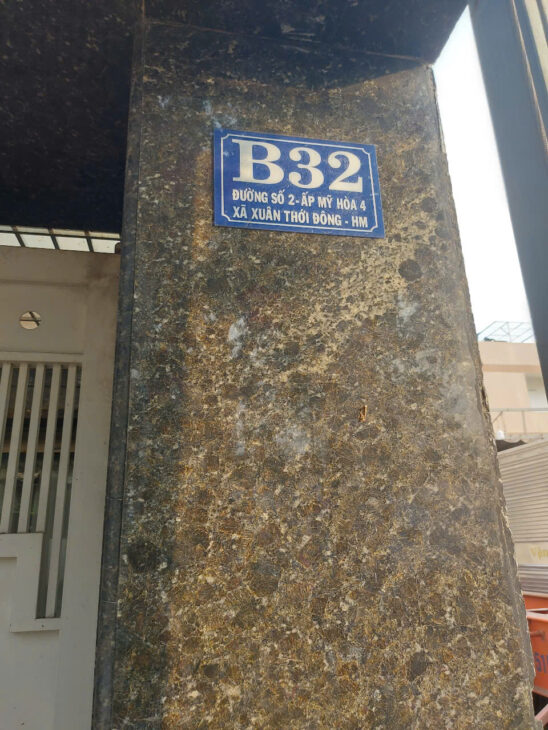 B32
ĐƯỜNG SỐ 2-ẤP MỸ HÒA 4
XÃ XUÂN THỚI ĐÔNG - HM